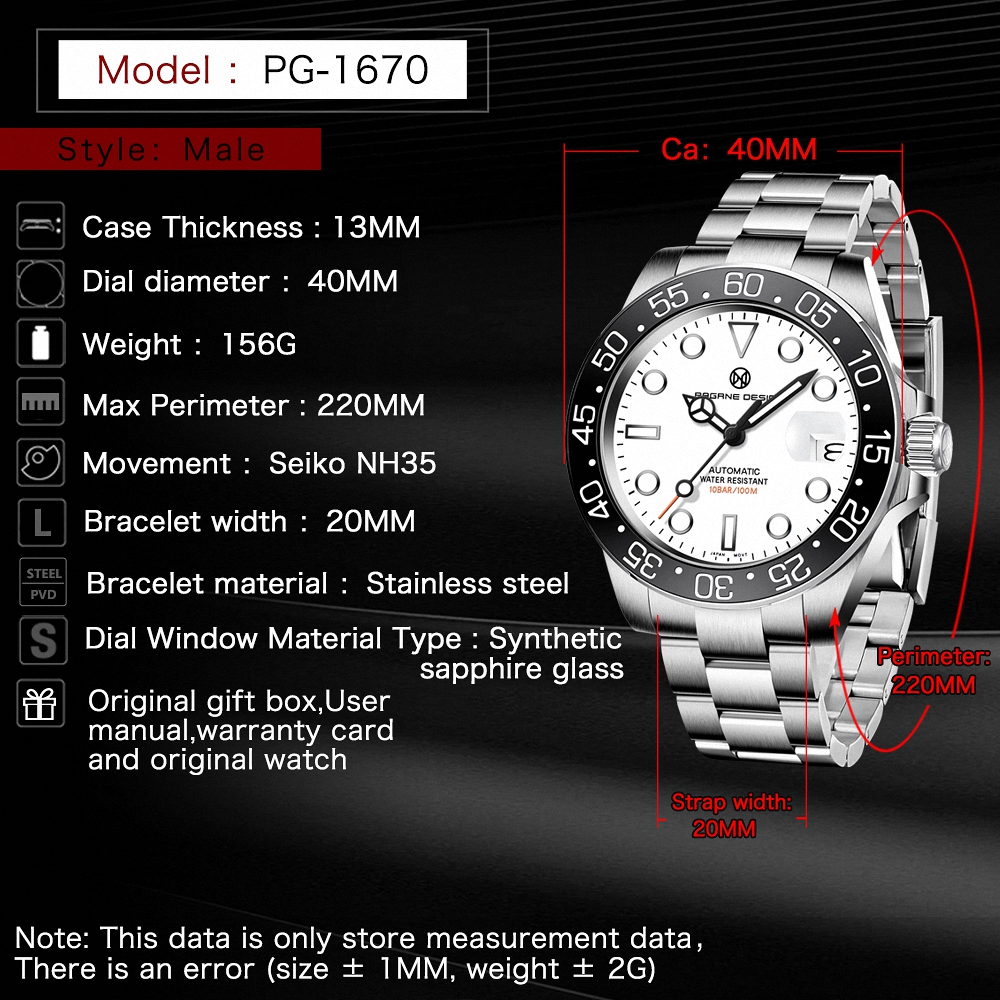 Model : PG-1670
Style: Male
Ca: 40MM
Case Thickness : 13MM
Dial diameter : 40MM
Weight : 156G
Max Perimeter : 220MM
Movement : Seiko NH35
L
Bracelet width : 20MM
STEEL
PVD
Bracelet material : Stainless steel
S
Dial Window Material Type : Synthetic
sapphire glass
Original gift box,User
manual,warranty card
and original watch
60
05
10
15
20
25
30
35
40
45
50
55
AUTOMATIC
WATER RESISTANT
10BAR/100M
JAPAN MOVT
Perimeter:
220MM
Strap width:
20MM
Note: This data is only store measurement data,
There is an error (size ± 1MM, weight ± 2G)